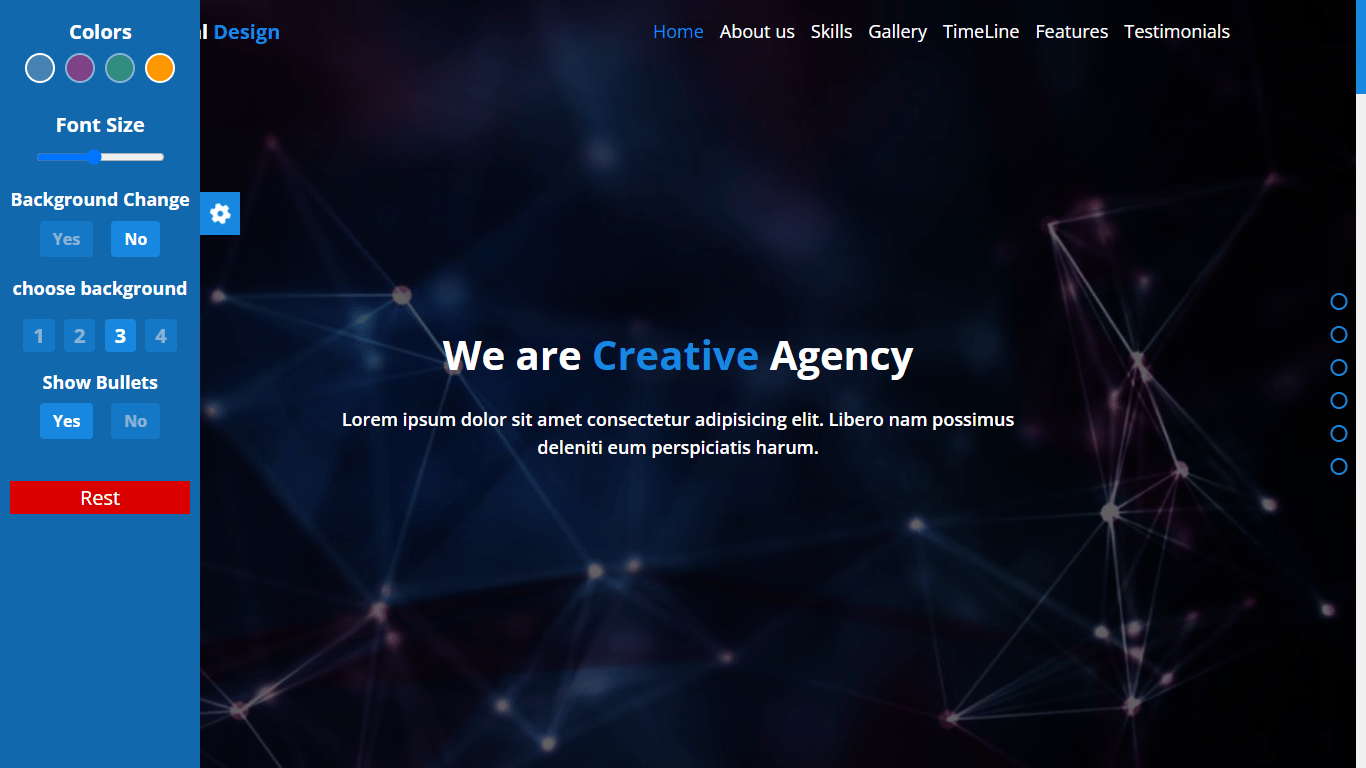 Colors
Font Size
Background Change
Yes No
choose background
1 2 3 4
Show Bullets
Yes No
Rest
Design
Home About us Skills Gallery TimeLine Features Testimonials
We are Creative Agency
Lorem ipsum dolor sit amet consectetur adipisicing elit. Libero nam possimus
deleniti eum perspiciatis harum.